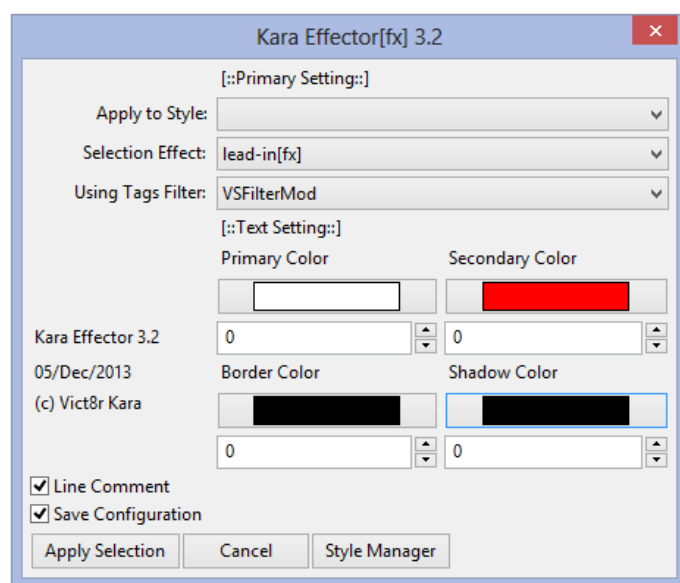 Kara Effector[fx] 3.2
[::Primary Setting::]
Apply to Style:
Selection Effect: lead-in[fx]
Using Tags Filter: VSFilterMod
[::Text Setting::]
Primary Color Secondary Color
Kara Effector 3.2 0 0
05/Dec/2013 Border Color Shadow Color
(c) Vict8r Kara
0 0
Line Comment
Save Configuration
Apply Selection Cancel Style Manager